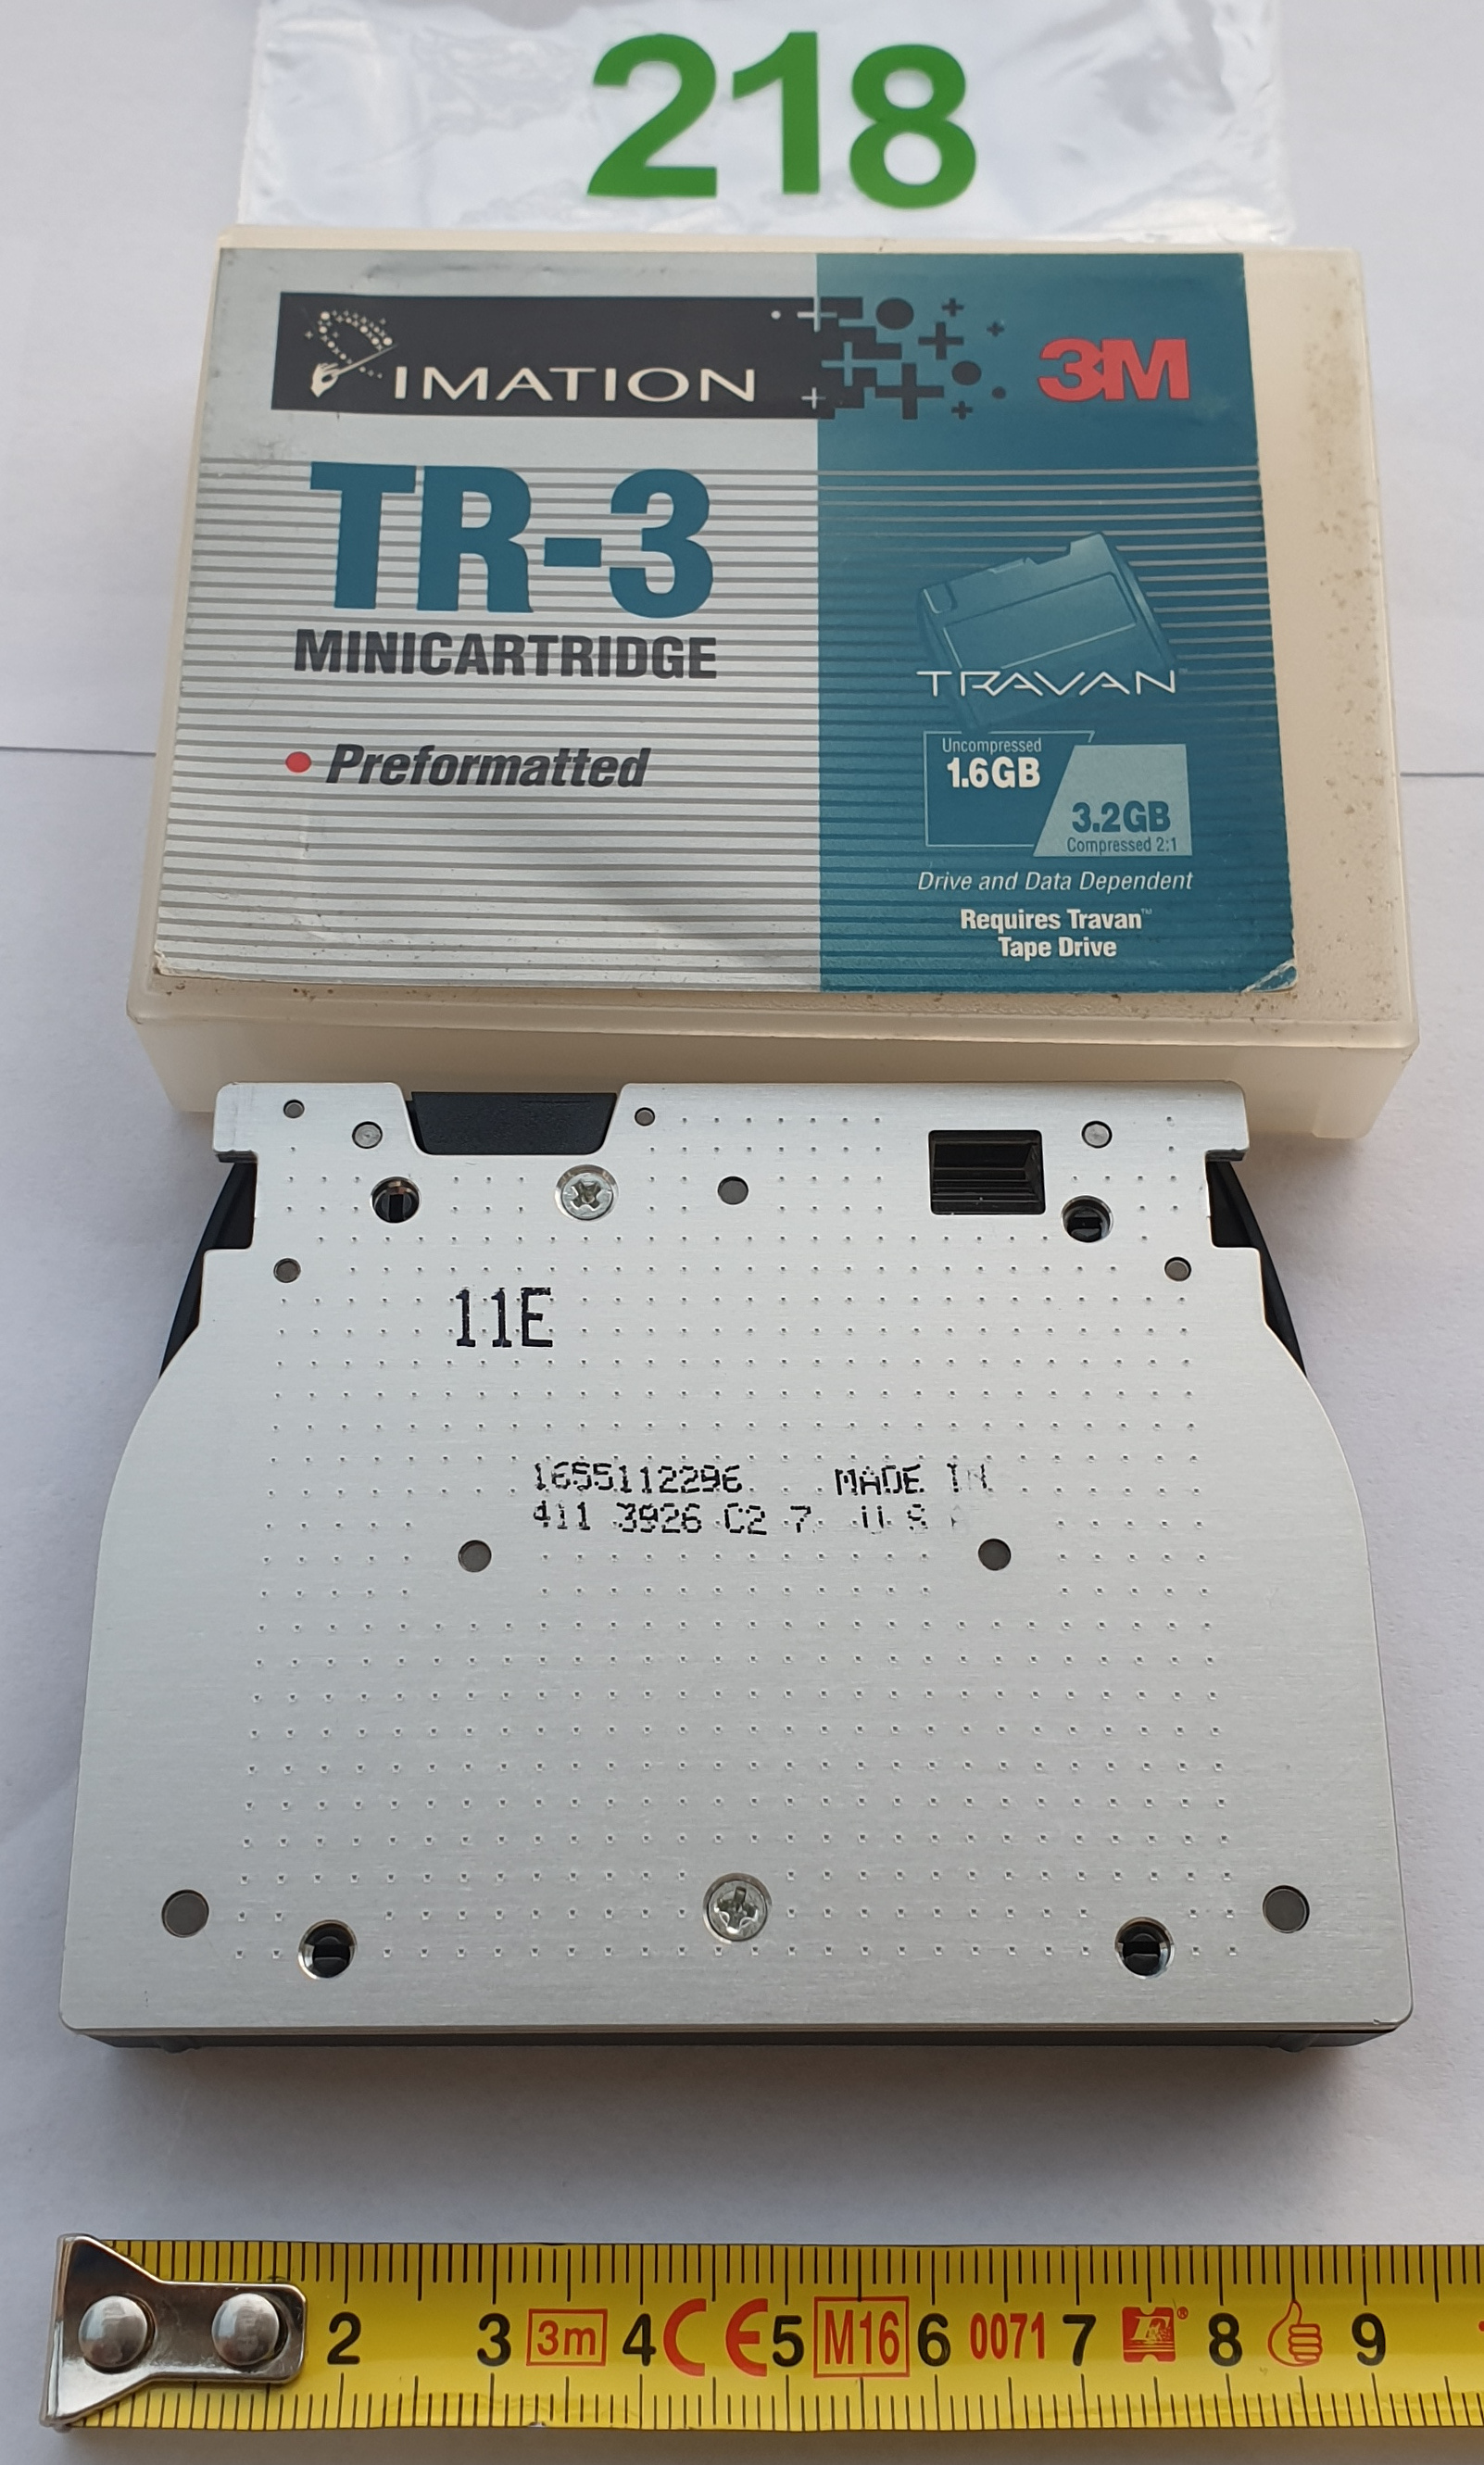 218
IMATION
3M
TR-3
MINICARTRIDGE
• Preformatted
TRAVAN™
Uncompressed
1.6GB
3.2GB
Compressed 2:1
Drive and Data Dependent
Requires Travan™
Tape Drive
11E
1655112296 MADE IN
411 3926 C2 7 U S
2 3 3m 4 CE 5 M16 6 0071 7 8 9